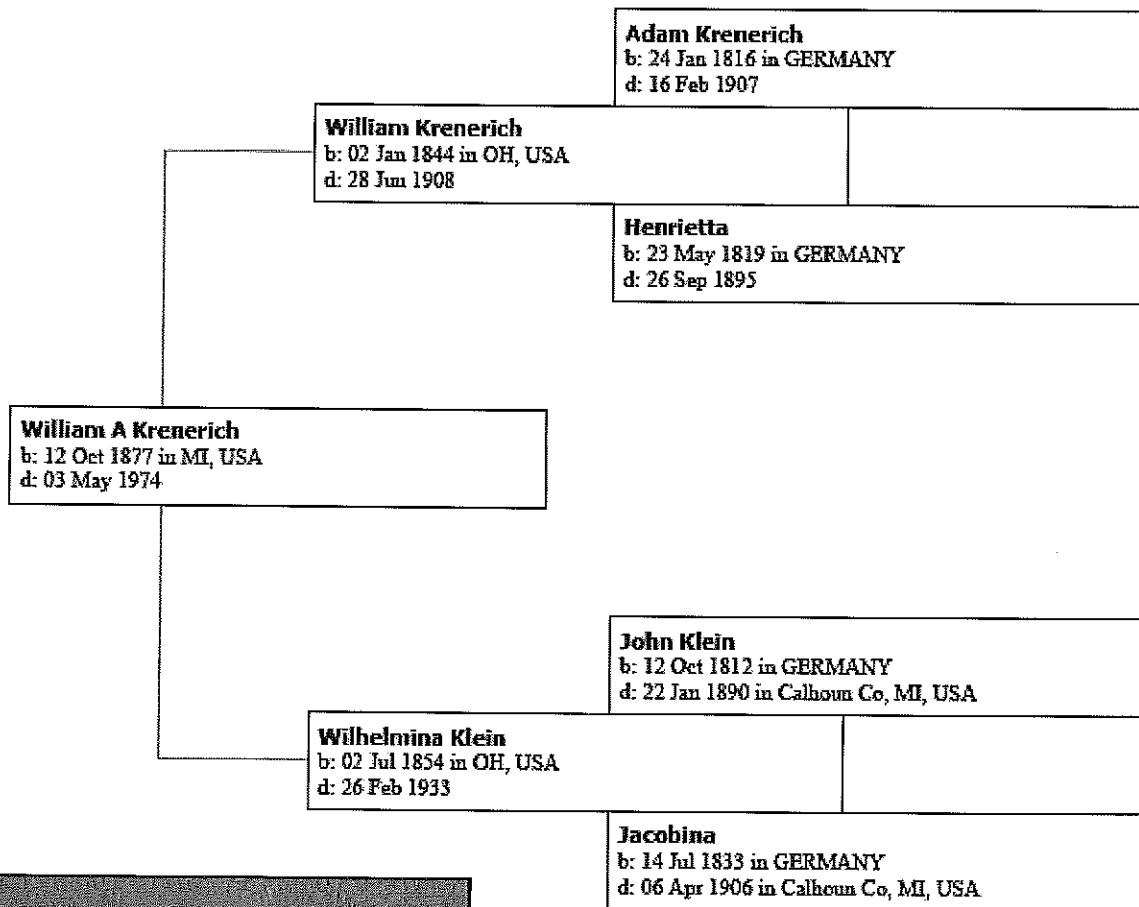 Adam Krenerich
b: 24 Jan 1816 in GERMANY
d: 16 Feb 1907
William Krenerich
b: 02 Jan 1844 in OH, USA
d: 28 Jun 1908
Henrietta
b: 23 May 1819 in GERMANY
d: 26 Sep 1895
William A Krenerich
b: 12 Oct 1877 in MI, USA
d: 03 May 1974
John Klein
b: 12 Oct 1812 in GERMANY
d: 22 Jan 1890 in Calhoun Co, MI, USA
Wilhelmina Klein
b: 02 Jul 1854 in OH, USA
d: 26 Feb 1933
Jacobina
b: 14 Jul 1833 in GERMANY
d: 06 Apr 1906 in Calhoun Co, MI, USA